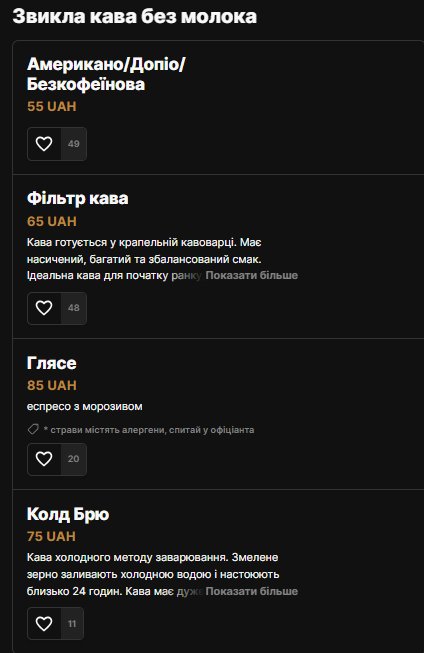 Звикла кава без молока
Американо/Допіо/
Безкофеїнова
55 UAH
49
Фільтр кава
65 UAH
Кава готується у крапельній кавоварці. Має
насичений, багатий та збалансований смак.
Ідеальна кава для початку ранку Показати більше
48
Глясе
85 UAH
еспресо з морозивом
* страви містять алергени, спитай у офіціанта
20
Колд Брю
75 UAH
Кава холодного методу заварювання. Змелене
зерно заливають холодною водою і настоюють
близько 24 годин. Кава має дуже Показати більше
11